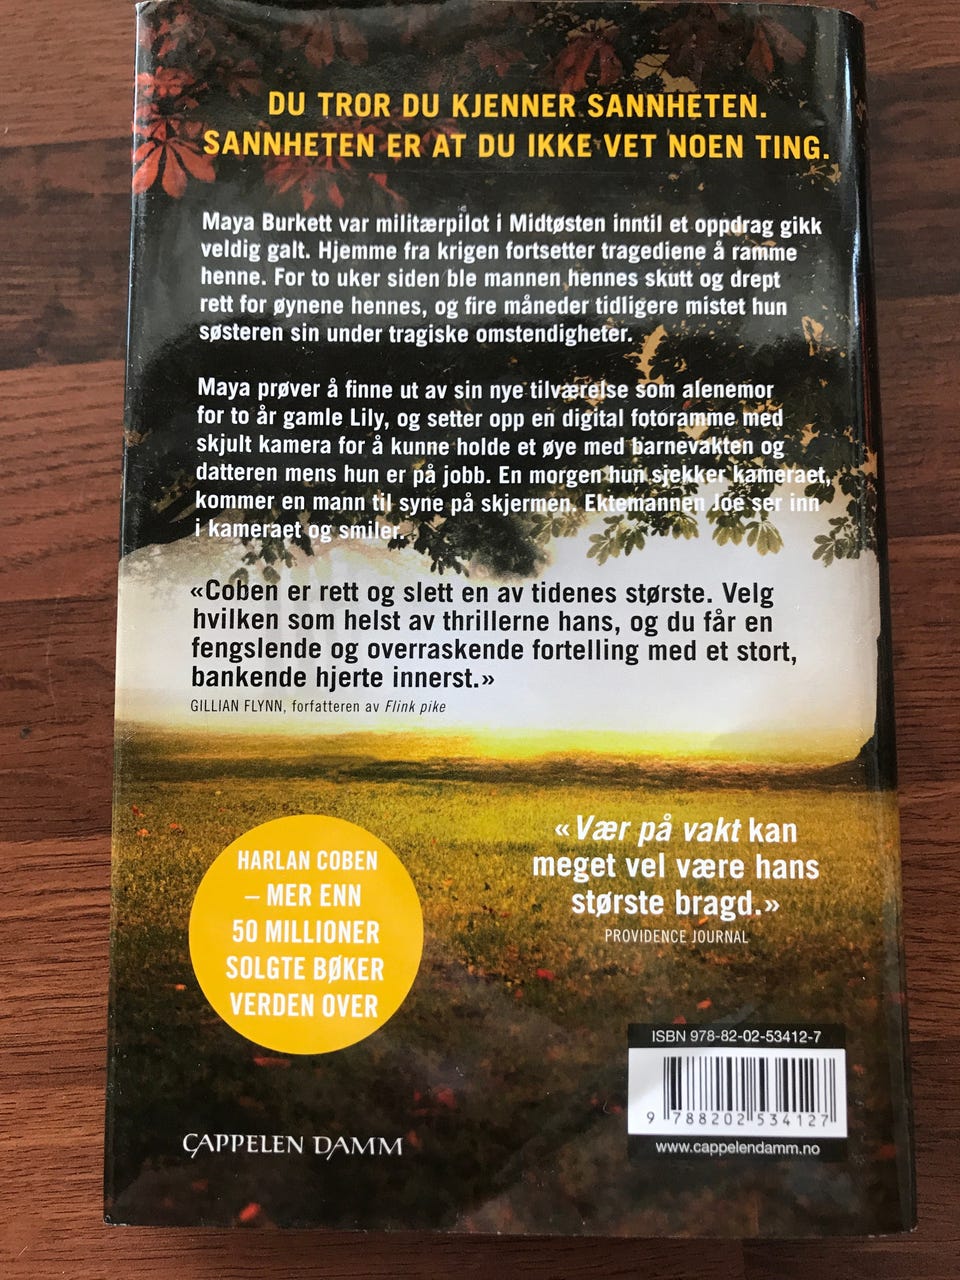 DU TROR DU KJENNER SANNHETEN.
SANNHETEN ER AT DU IKKE VET NOEN TING.
Maya Burkett var militærpilot i Midtøsten inntil et oppdrag gikk
veldig galt. Hjemme fra krigen fortsetter tragediene å ramme
henne. For to uker siden ble mannen hennes skutt og drept
rett for øynene hennes, og fire måneder tidligere mistet hun
søsteren sin under tragiske omstendigheter.
Maya prøver å finne ut av sin nye tilværelse som alenemor
for to år gamle Lily, og setter opp en digital fotoramme med
skjult kamera for å kunne holde et øye med barnevakten og
datteren mens hun er på jobb. En morgen hun sjekker kameraet,
kommer en mann til syne på skjermen. Ektemannen Joe ser inn
i kameraet og smiler.
«Coben er rett og slett en av tidenes største. Velg
hvilken som helst av thrillerne hans, og du får en
fengslende og overraskende fortelling med et stort,
bankende hjerte innerst.»
GILLIAN FLYNN, forfatteren av Flink pike
«Vær på vakt kan
meget vel være hans
største bragd.»
PROVIDENCE JOURNAL
HARLAN COBEN
– MER ENN
50 MILLIONER
SOLGTE BØKER
VERDEN OVER
ISBN 978-82-02-53412-7
9 788202 534127
www.cappelendamm.no
CAPPELEN DAMM